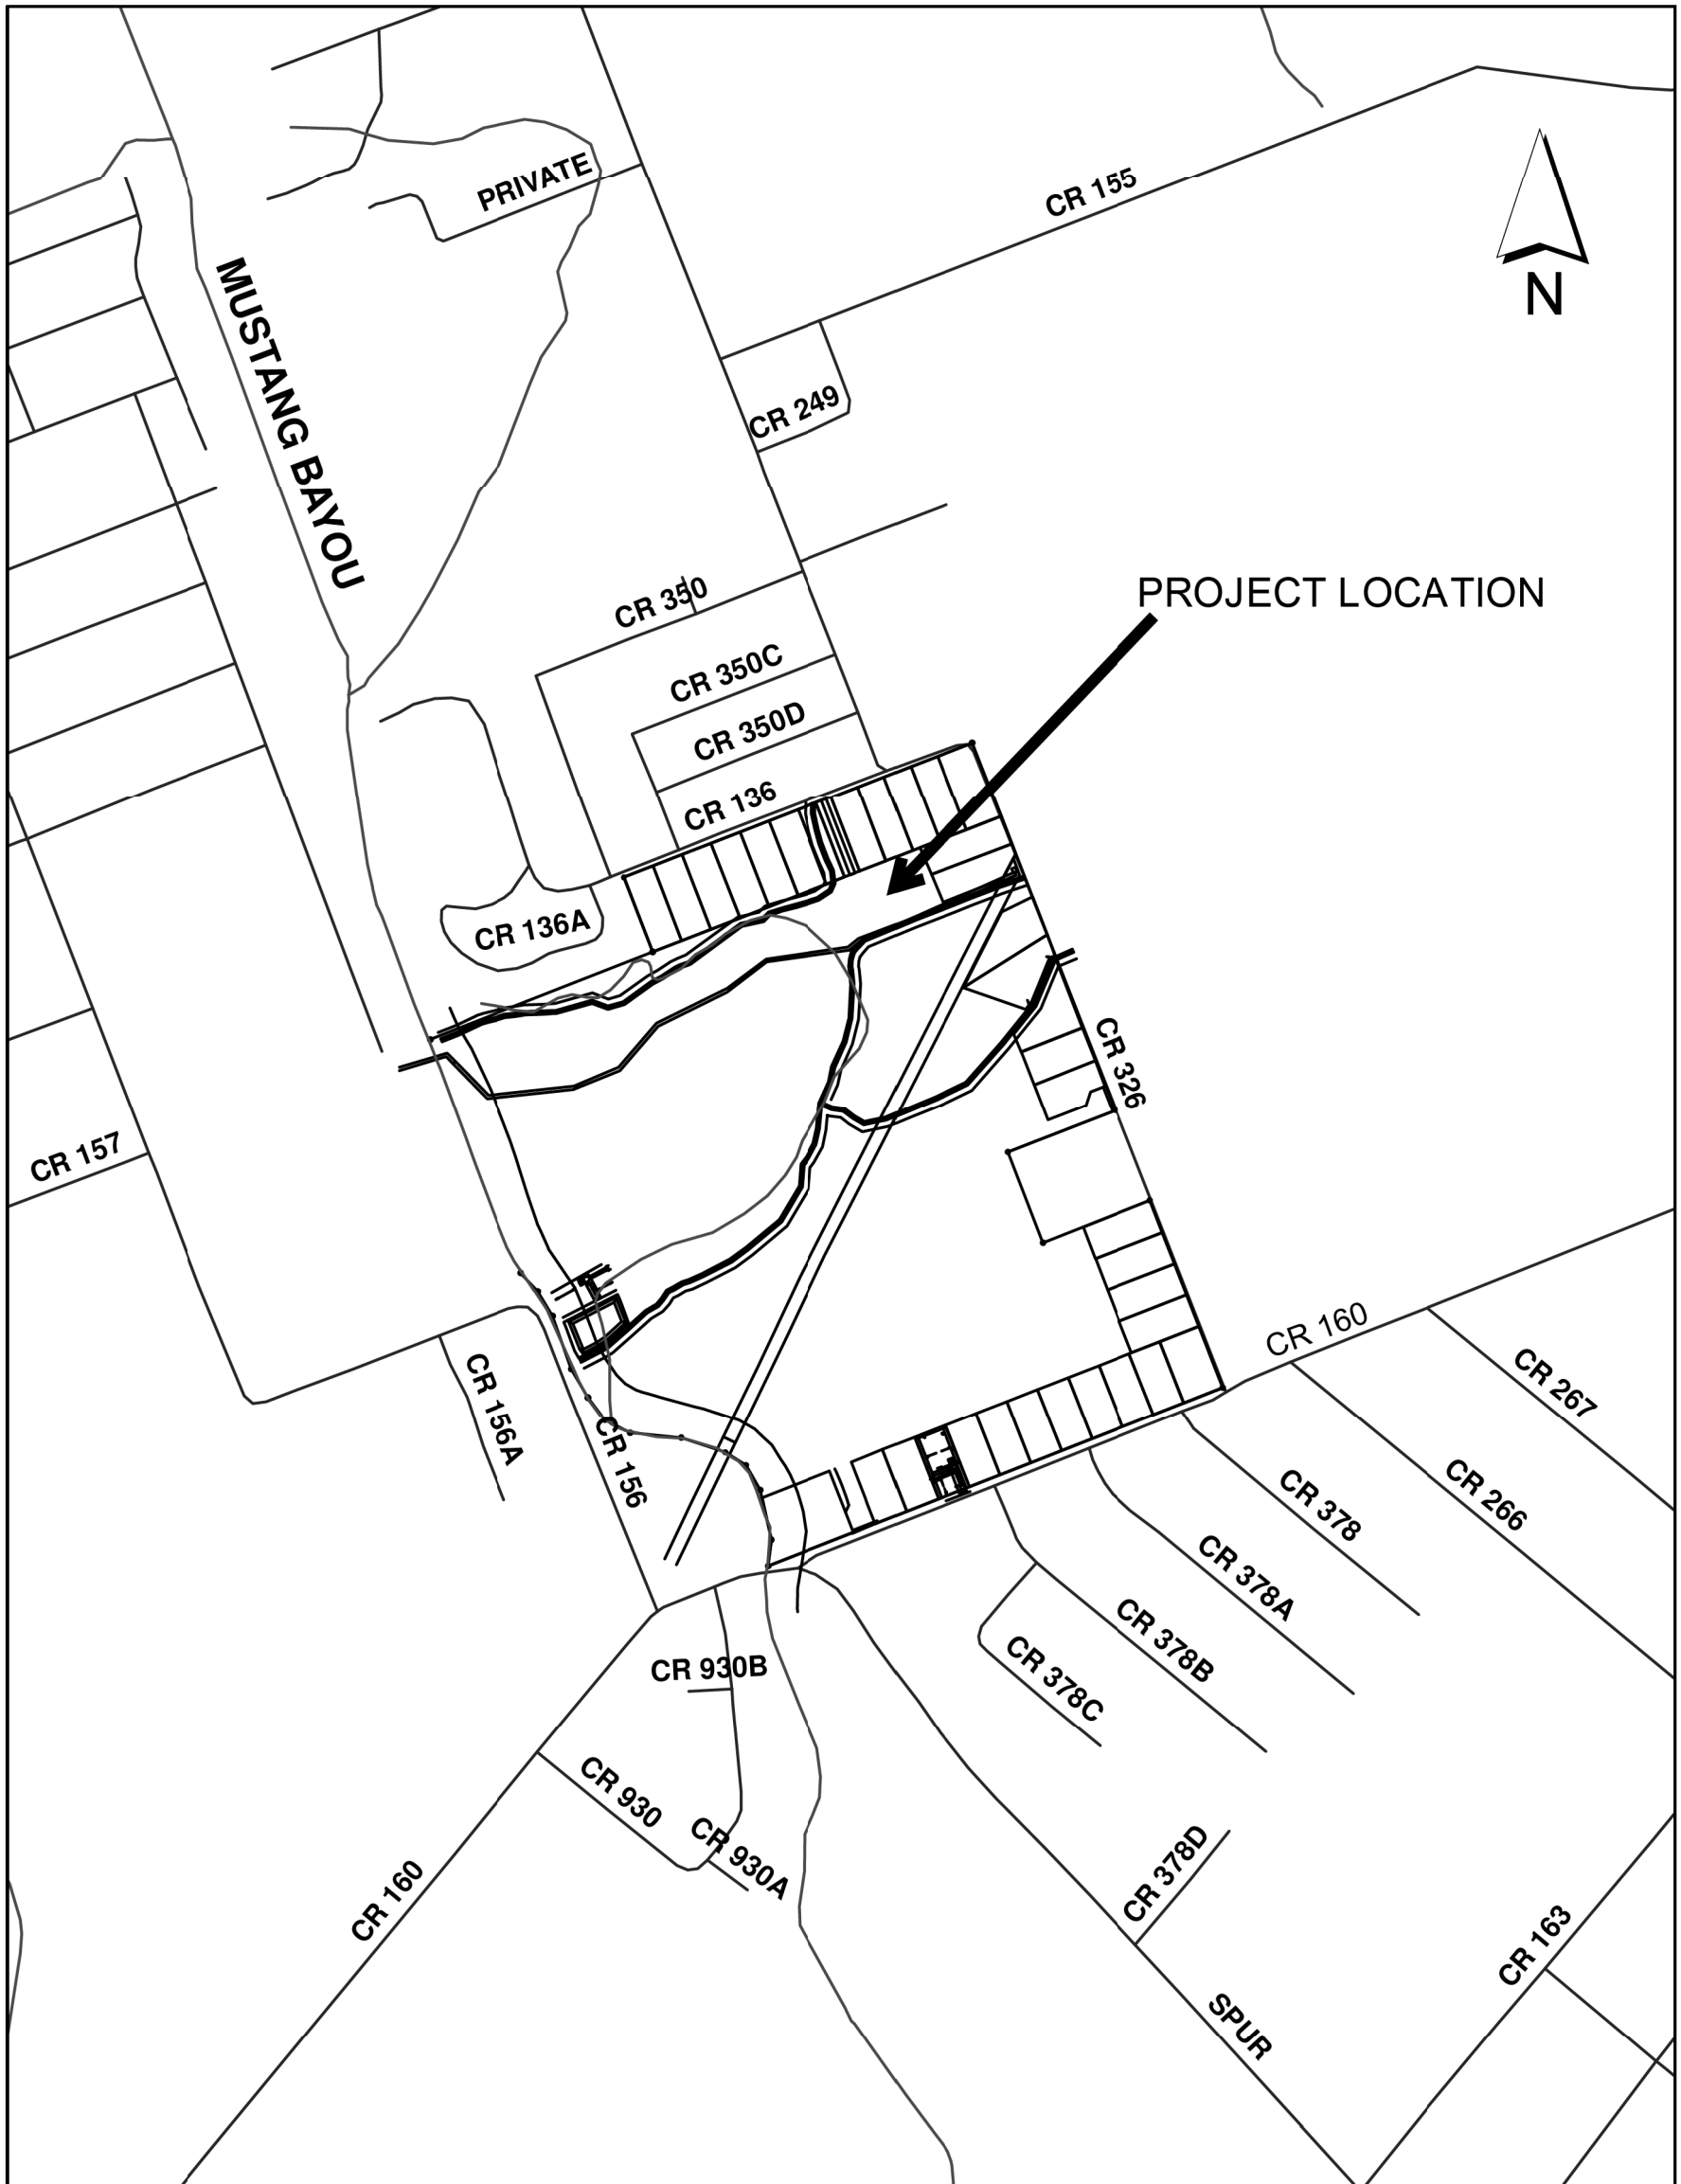 PRIVATE
CR 155
N
MUSTANG BAYOU
CR 249
CR 350
PROJECT LOCATION
CR 350C
CR 350D
CR 136
CR 136A
CR 326
CR 157
CR 160
CR 156A
CR 267
CR 156
CR 266
CR 378
CR 378A
CR 378B
CR 378C
CR 930B
CR 930
CR 930A
CR 160
CR 378D
CR 163
SPUR